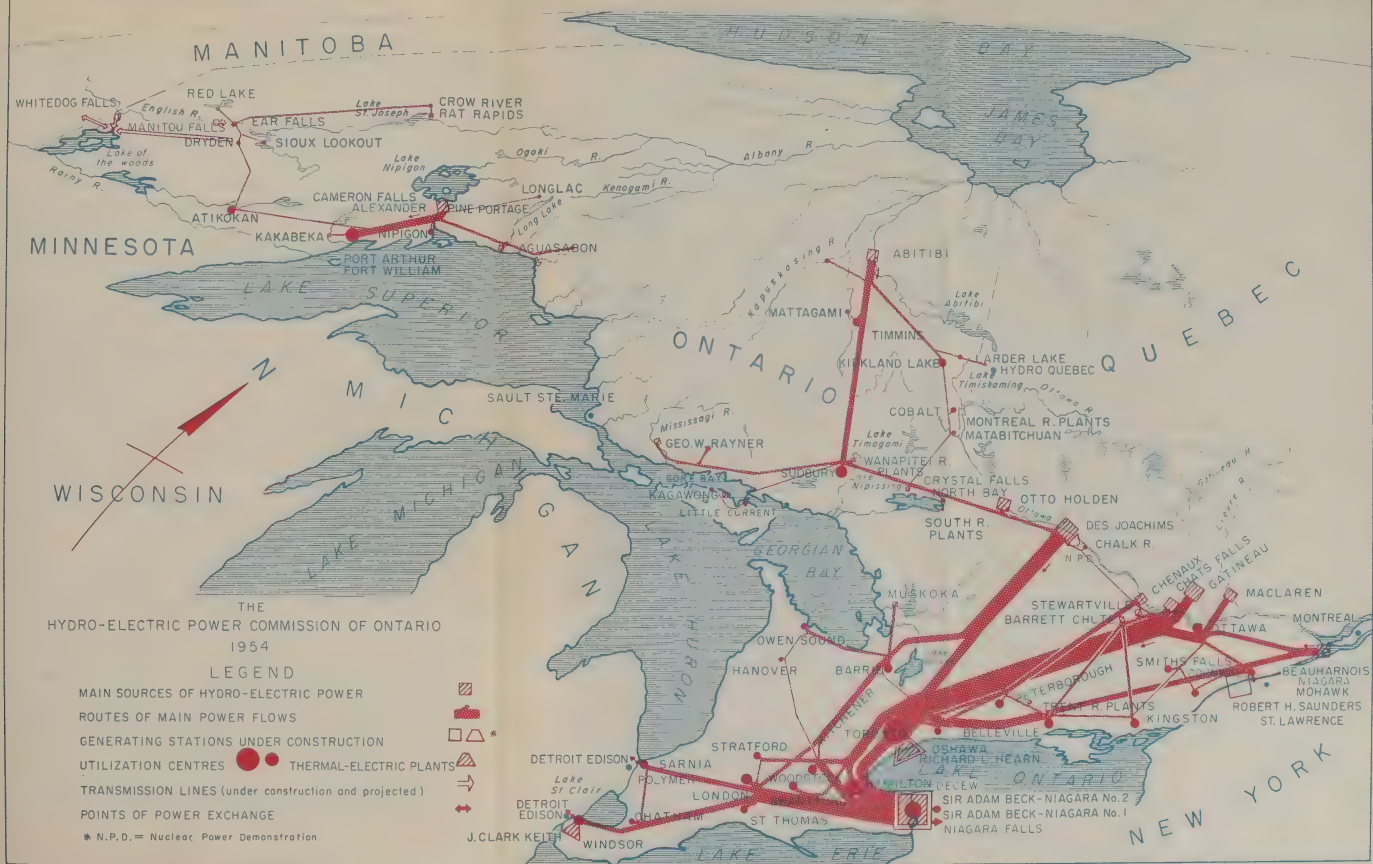 HUDSON BAY
MANITOBA
JAMES BAY
WHITEDOG FALLS
English R.
RED LAKE
Lake St. Joseph
CROW RIVER
RAT RAPIDS
MANITOU FALLS
EAR FALLS
DRYDEN
SIOUX LOOKOUT
Lake of the woods
Rainy R.
Lake Nipigon
Ogoki R.
Albany R.
CAMERON FALLS
ALEXANDER
PINE PORTAGE
LONGLAC
Kenogami R.
Long Lake
ATIKOKAN
KAKABEKA
NIPIGON
AGUASABON
MINNESOTA
PORT ARTHUR
FORT WILLIAM
LAKE SUPERIOR
Kapuskasing R
ABITIBI
Lake Abitibi
MATTAGAMI
TIMMINS
ONTARIO
QUEBEC
KIRKLAND LAKE
LARDER LAKE
HYDRO QUEBEC
Lake Timiskaming
Ottawa R
N
MICHIGAN
SAULT STE. MARIE
Mississagi R.
COBALT
MONTREAL R. PLANTS
MATABITCHUAN
GEO. W. RAYNER
Lake Timagami
WANAPITEI R. PLANTS
SUDBURY
GORE BAY
KAGAWONG
LITTLE CURRENT
Lake Nipissing
CRYSTAL FALLS
NORTH BAY
OTTO HOLDEN
Ottawa
SOUTH R. PLANTS
DES JOACHIMS
CHALK R.
N.P.D.
Gatineau R
Lievre R
WISCONSIN
LAKE MICHIGAN
LAKE HURON
GEORGIAN BAY
CHENAUX
CHATS FALLS
GATINEAU
MACLAREN
MUSKOKA
STEWARTVILLE
BARRETT CHUTE
OTTAWA
MONTREAL
OWEN SOUND
HANOVER
BARRIE
SMITHS FALLS
BEAUHARNOIS
NIAGARA MOHAWK
PETERBOROUGH
TRENT R. PLANTS
KINGSTON
ROBERT H. SAUNDERS
ST. LAWRENCE
BELLEVILLE
KITCHENER
STRATFORD
OSHAWA
RICHARD L. HEARN
LAKE ONTARIO
DETROIT EDISON
SARNIA
POLYMER
WOODSTOCK
DECEW
Lake St Clair
LONDON
SIR ADAM BECK-NIAGARA No. 2
SIR ADAM BECK-NIAGARA No. 1
NIAGARA FALLS
DETROIT EDISON
CHATHAM
ST THOMAS
J. CLARK KEITH
WINDSOR
LAKE ERIE
NEW YORK
THE
HYDRO-ELECTRIC POWER COMMISSION OF ONTARIO
1954
LEGEND
MAIN SOURCES OF HYDRO-ELECTRIC POWER
ROUTES OF MAIN POWER FLOWS
GENERATING STATIONS UNDER CONSTRUCTION *
UTILIZATION CENTRES THERMAL-ELECTRIC PLANTS
TRANSMISSION LINES (under construction and projected)
POINTS OF POWER EXCHANGE
* N.P.D. = Nuclear Power Demonstration